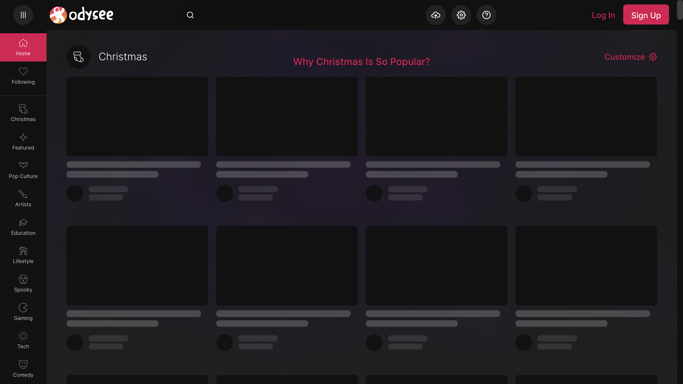 odysee
Log In
Sign Up
Home
Following
Christmas
Featured
Pop Culture
Artists
Education
Lifestyle
Spooky
Gaming
Tech
Comedy
Christmas
Why Christmas Is So Popular?
Customize